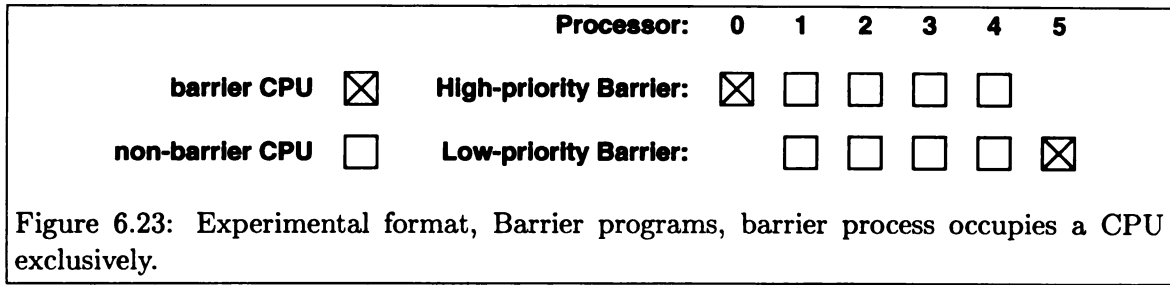 Processor: 0 1 2 3 4 5
barrier CPU High-priority Barrier:
non-barrier CPU Low-priority Barrier:
Figure 6.23: Experimental format, Barrier programs, barrier process occupies a CPU
exclusively.